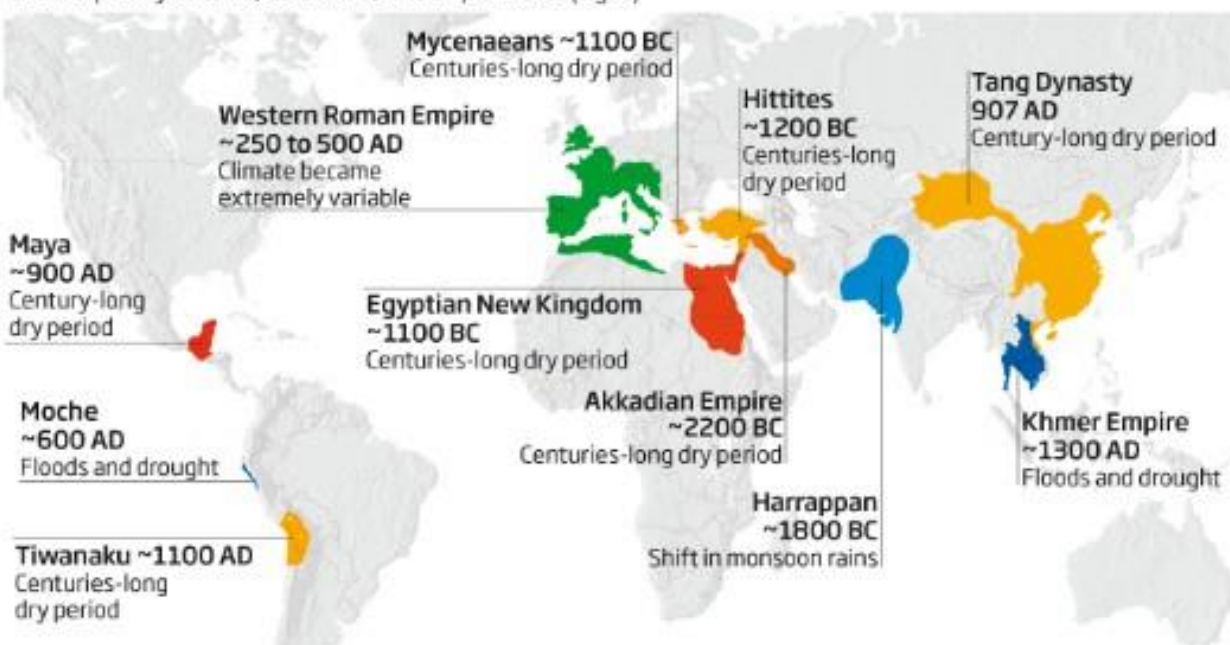 Mycenaeans ~1100 BC
Centuries-long dry period
Western Roman Empire
~250 to 500 AD
Climate became
extremely variable
Hittites
~1200 BC
Centuries-long
dry period
Tang Dynasty
907 AD
Century-long dry period
Maya
~900 AD
Century-long
dry period
Egyptian New Kingdom
~1100 BC
Centuries-long dry period
Akkadian Empire
~2200 BC
Centuries-long dry period
Moche
~600 AD
Floods and drought
Khmer Empire
~1300 AD
Floods and drought
Harrappan
~1800 BC
Shift in monsoon rains
Tiwanaku ~1100 AD
Centuries-long
dry period